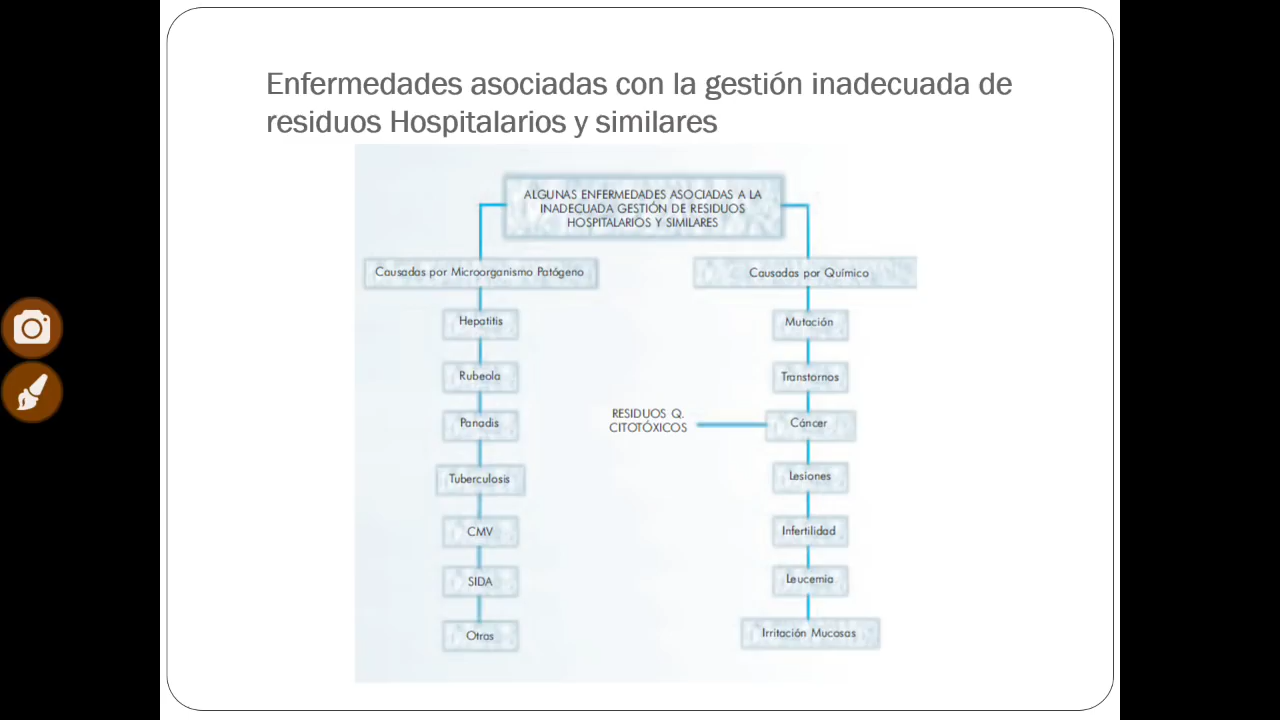 Enfermedades asociadas con la gestión inadecuada de
residuos Hospitalarios y similares
ALGUNAS ENFERMEDADES ASOCIADAS A LA
INADECUADA GESTIÓN DE RESIDUOS
HOSPITALARIOS Y SIMILARES
Causadas por Microorganismo Patógeno
Hepatitis
Rubeola
Panadis
Tuberculosis
CMV
SIDA
Otras
Causadas por Químico
Mutación
Transtornos
RESIDUOS Q.
CITOTÓXICOS
Cáncer
Lesiones
Infertilidad
Leucemia
Irritación Mucosas